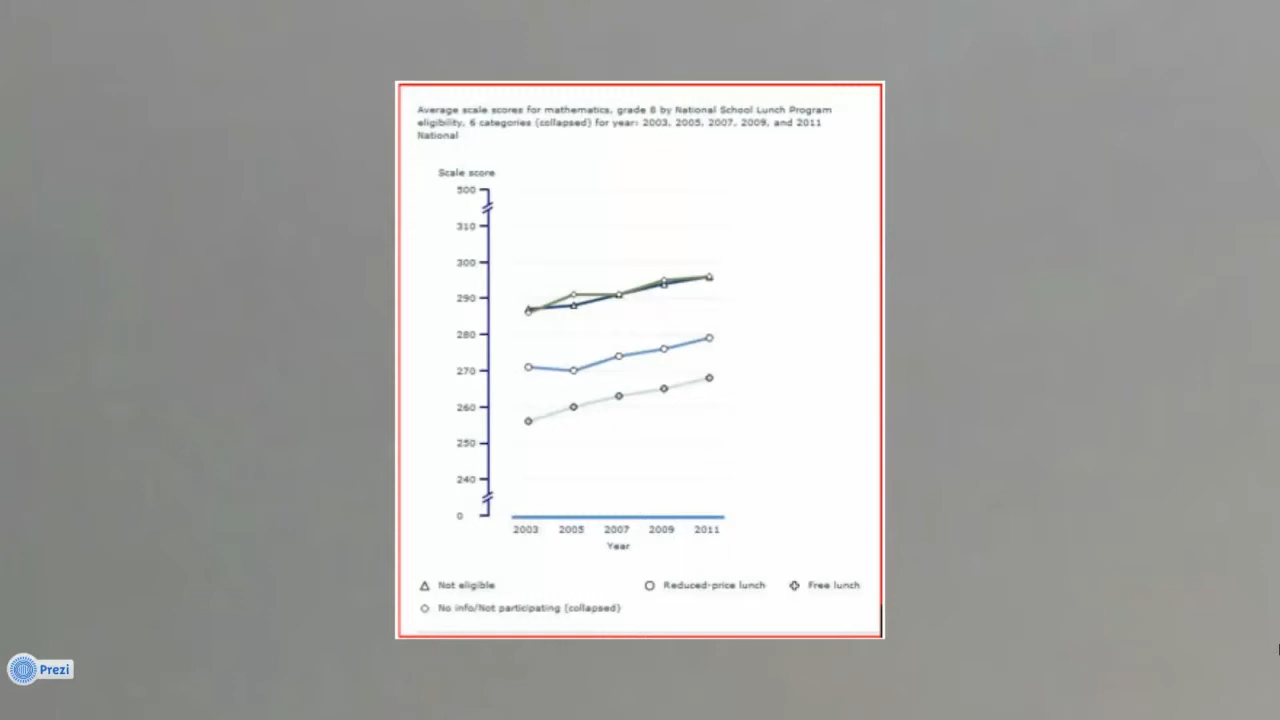 Average scale scores for mathematics, grade 8 by National School Lunch Program
eligibility, 6 categories (collapsed) for year: 2003, 2005, 2007, 2009, and 2011
National
Scale score
500
310
300
290
280
270
260
250
240
0
2003 2005 2007 2009 2011
Year
Not eligible Reduced-price lunch Free lunch
No info/Not participating (collapsed)
Prezi